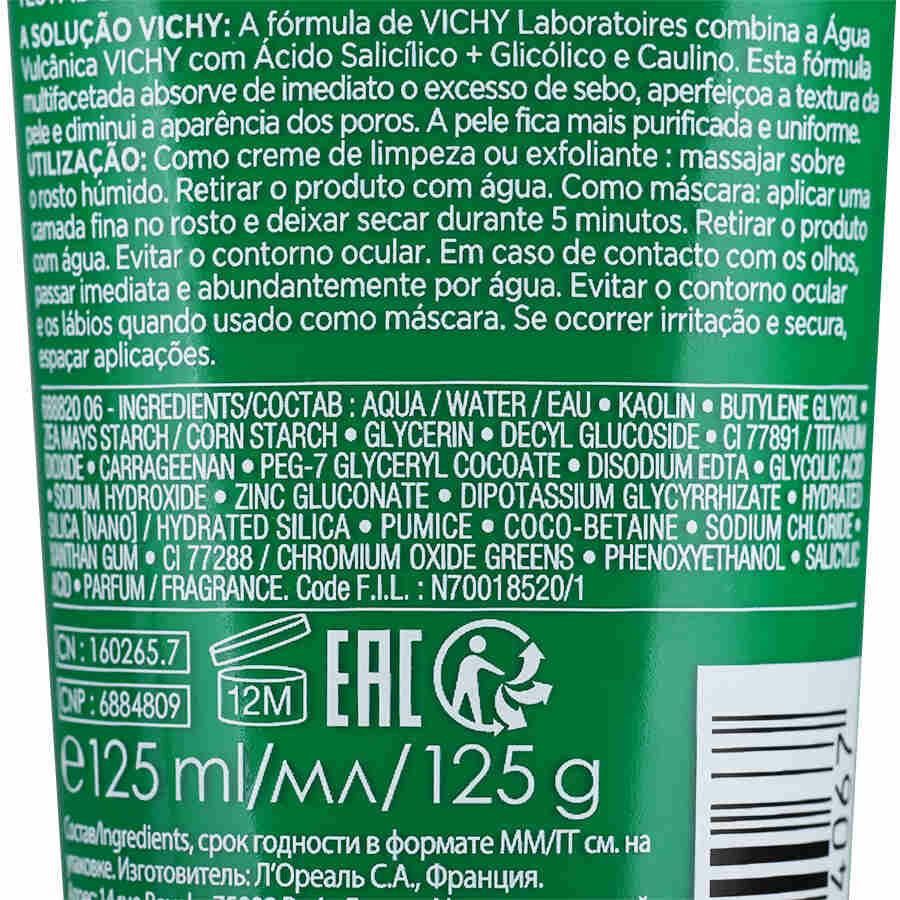 A SOLUÇÃO VICHY: A fórmula de VICHY Laboratoires combina a Água
Vulcânica VICHY com Ácido Salicílico + Glicólico e Caulino. Esta fórmula
multifacetada absorve de imediato o excesso de sebo, aperfeiçoa a textura da
pele e diminui a aparência dos poros. A pele fica mais purificada e uniforme.
UTILIZAÇÃO: Como creme de limpeza ou exfoliante : massajar sobre
o rosto húmido. Retirar o produto com água. Como máscara: aplicar uma
camada fina no rosto e deixar secar durante 5 minutos. Retirar o produto
com água. Evitar o contorno ocular. Em caso de contacto com os olhos,
passar imediata e abundantemente por água. Evitar o contorno ocular
e os lábios quando usado como máscara. Se ocorrer irritação e secura,
espaçar aplicações.
688820 06 - INGREDIENTS/COCTAB : AQUA / WATER / EAU • KAOLIN • BUTYLENE GLYCOL •
ZEA MAYS STARCH / CORN STARCH • GLYCERIN • DECYL GLUCOSIDE • CI 77891 / TITANIUM
DIOXIDE • CARRAGEENAN • PEG-7 GLYCERYL COCOATE • DISODIUM EDTA • GLYCOLIC ACID
• SODIUM HYDROXIDE • ZINC GLUCONATE • DIPOTASSIUM GLYCYRRHIZATE • HYDRATED
SILICA [NANO] / HYDRATED SILICA • PUMICE • COCO-BETAINE • SODIUM CHLORIDE •
XANTHAN GUM • CI 77288 / CHROMIUM OXIDE GREENS • PHENOXYETHANOL • SALICYLIC
ACID • PARFUM / FRAGRANCE. Code F.I.L. : N70018520/1
CN : 160265.7
CNP : 6884809
12M
EAC
℮125 ml/мл/ 125 g
Состав/Ingredients, срок годности в формате ММ/ГГ см. на
упаковке. Изготовитель: Л'Ореаль С.А., Франция.